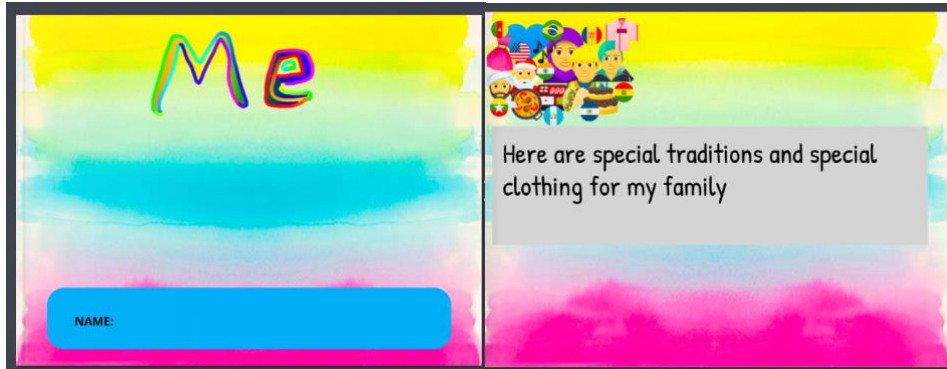 Me
NAME:
Here are special traditions and special
clothing for my family